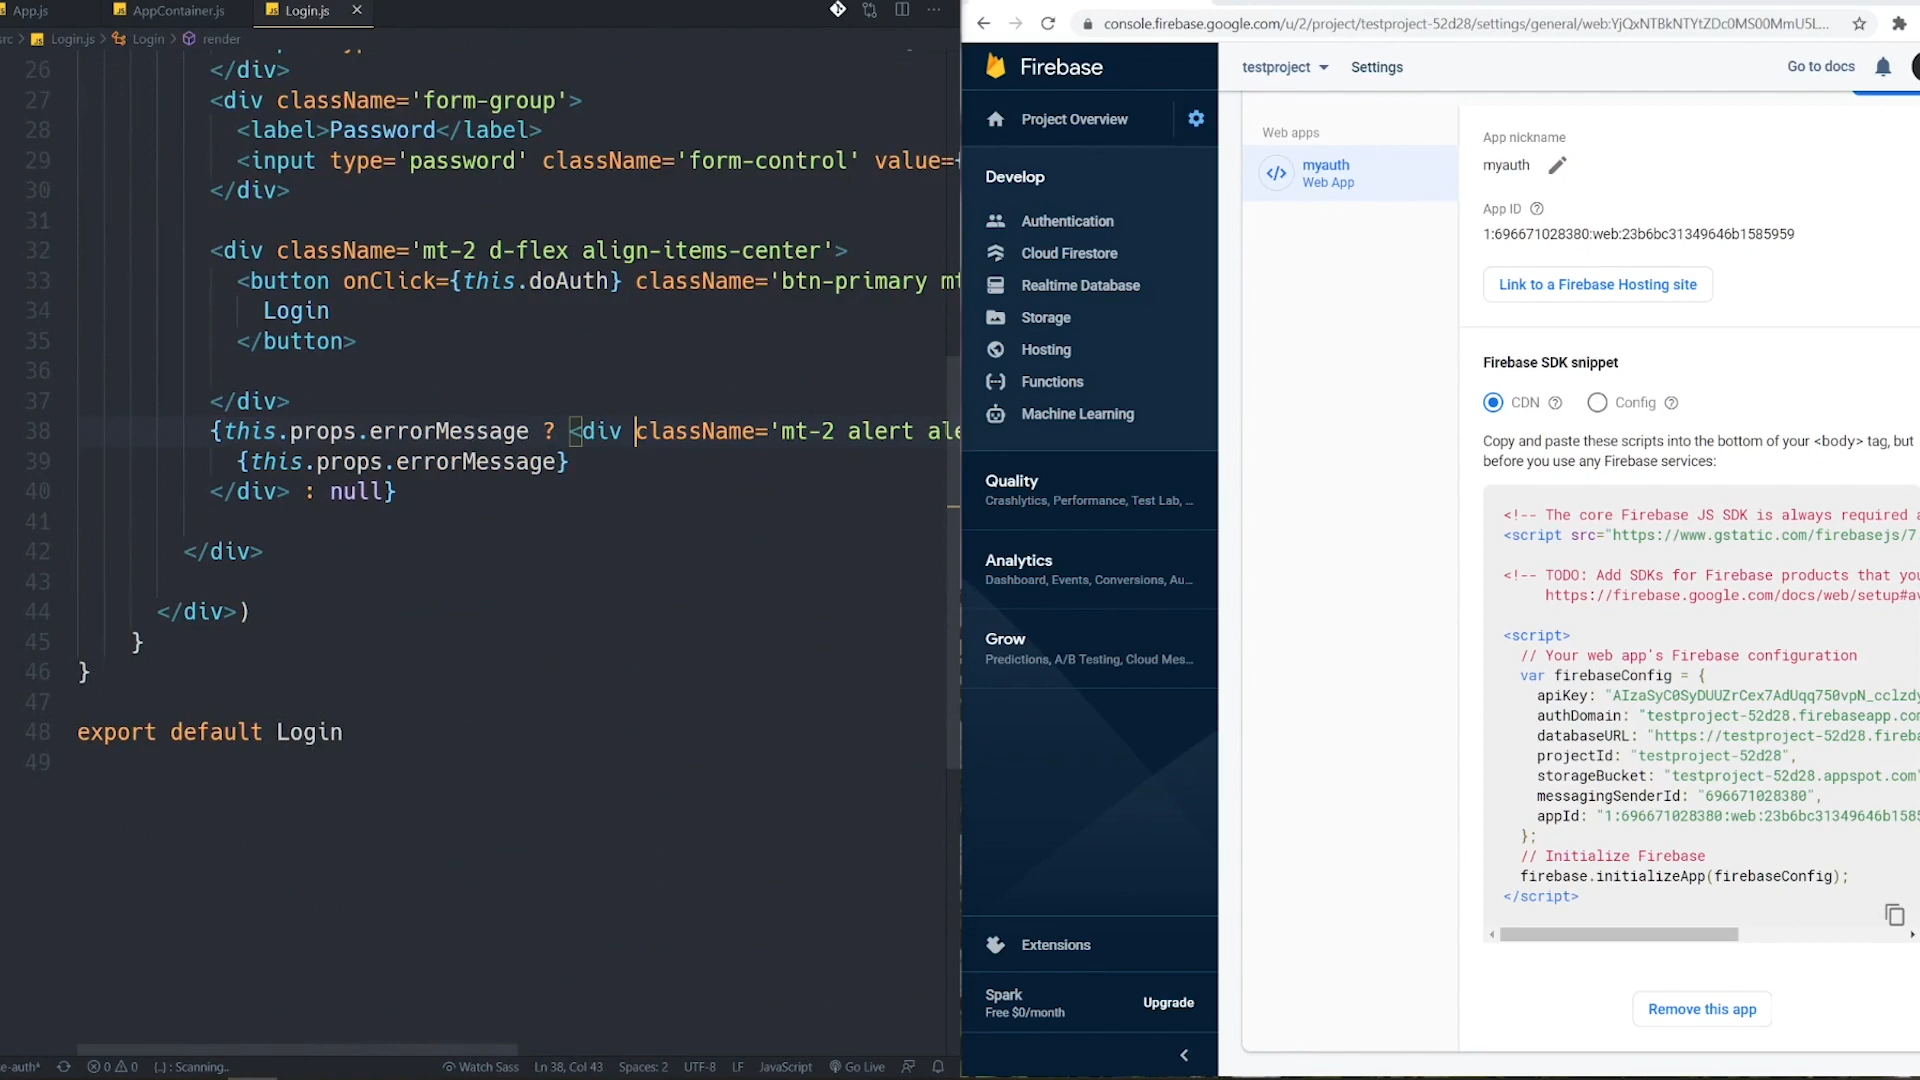 App.js
AppContainer.js
Login.js
src > Login.js > Login > render
26 </div>
27 <div className='form-group'>
28 <label>Password</label>
29 <input type='password' className='form-control' value={
30 </div>
31
32 <div className='mt-2 d-flex align-items-center'>
33 <button onClick={this.doAuth} className='btn-primary mt
34 Login
35 </button>
36
37 </div>
38 {this.props.errorMessage ? <div className='mt-2 alert ale
39 {this.props.errorMessage}
40 </div> : null}
41
42 </div>
43
44 </div>)
45 }
46 }
47
48 export default Login
49
e-auth* 0 0 {..} : Scanning.. Watch Sass Ln 38, Col 43 Spaces: 2 UTF-8 LF JavaScript Go Live
console.firebase.google.com/u/2/project/testproject-52d28/settings/general/web:YjQxNTBkNTYtZDc0MS00MmU5L...
Firebase
Project Overview
Develop
Authentication
Cloud Firestore
Realtime Database
Storage
Hosting
Functions
Machine Learning
Quality
Crashlytics, Performance, Test Lab, ...
Analytics
Dashboard, Events, Conversions, Au...
Grow
Predictions, A/B Testing, Cloud Mes...
Extensions
Spark
Free $0/month
Upgrade
testproject
Settings
Go to docs
Web apps
myauth
Web App
App nickname
myauth
App ID
1:696671028380:web:23b6bc31349646b1585959
Link to a Firebase Hosting site
Firebase SDK snippet
CDN
Config
Copy and paste these scripts into the bottom of your <body> tag, but
before you use any Firebase services:
<!-- The core Firebase JS SDK is always required a
<script src="https://www.gstatic.com/firebasejs/7
<!-- TODO: Add SDKs for Firebase products that you
https://firebase.google.com/docs/web/setup#av
<script>
// Your web app's Firebase configuration
var firebaseConfig = {
apiKey: "AIzaSyC0SyDUUZrCex7AdUqq750vpN_cclzdy
authDomain: "testproject-52d28.firebaseapp.com
databaseURL: "https://testproject-52d28.fireba
projectId: "testproject-52d28",
storageBucket: "testproject-52d28.appspot.com"
messagingSenderId: "696671028380",
appId: "1:696671028380:web:23b6bc31349646b1585
};
// Initialize Firebase
firebase.initializeApp(firebaseConfig);
</script>
Remove this app